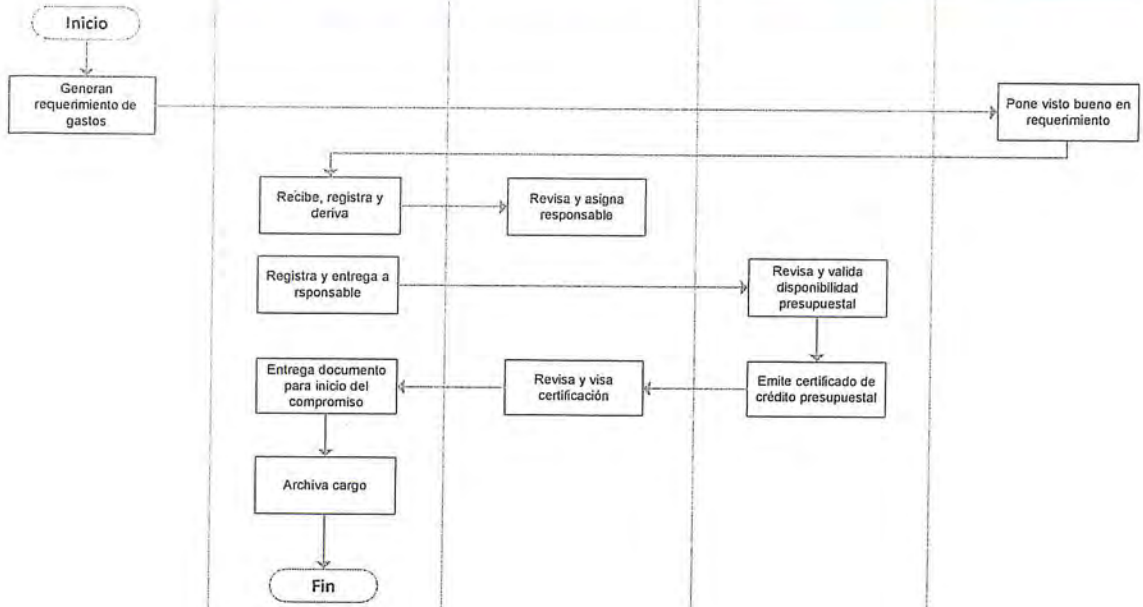 Inicio
Generan
requerimiento de
gastos
Pone visto bueno en
requerimiento
Recibe, registra y
deriva
Revisa y asigna
responsable
Registra y entrega a
rsponsable
Revisa y valida
disponibilidad
presupuestal
Entrega documento
para inicio del
compromiso
Revisa y visa
certificación
Emite certificado de
crédito presupuestal
Archiva cargo
Fin